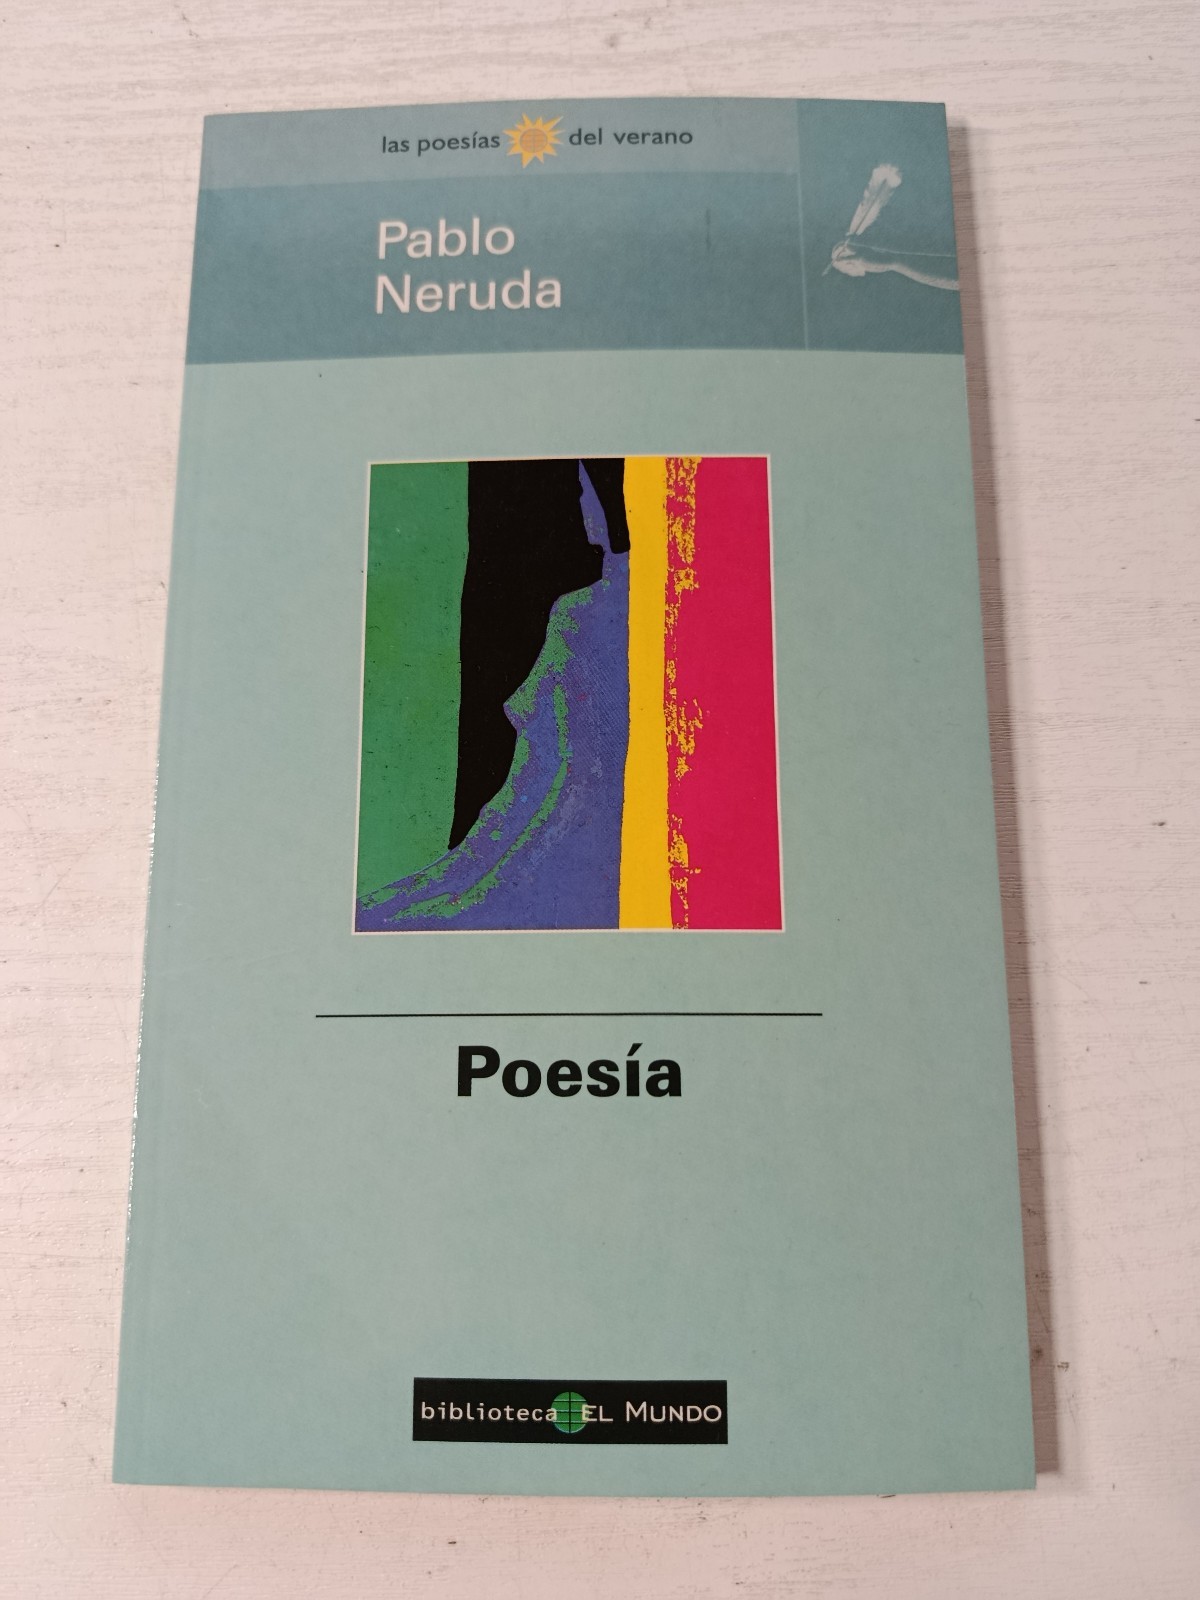 las poesías del verano
Pablo
Neruda
Poesía
biblioteca EL MUNDO